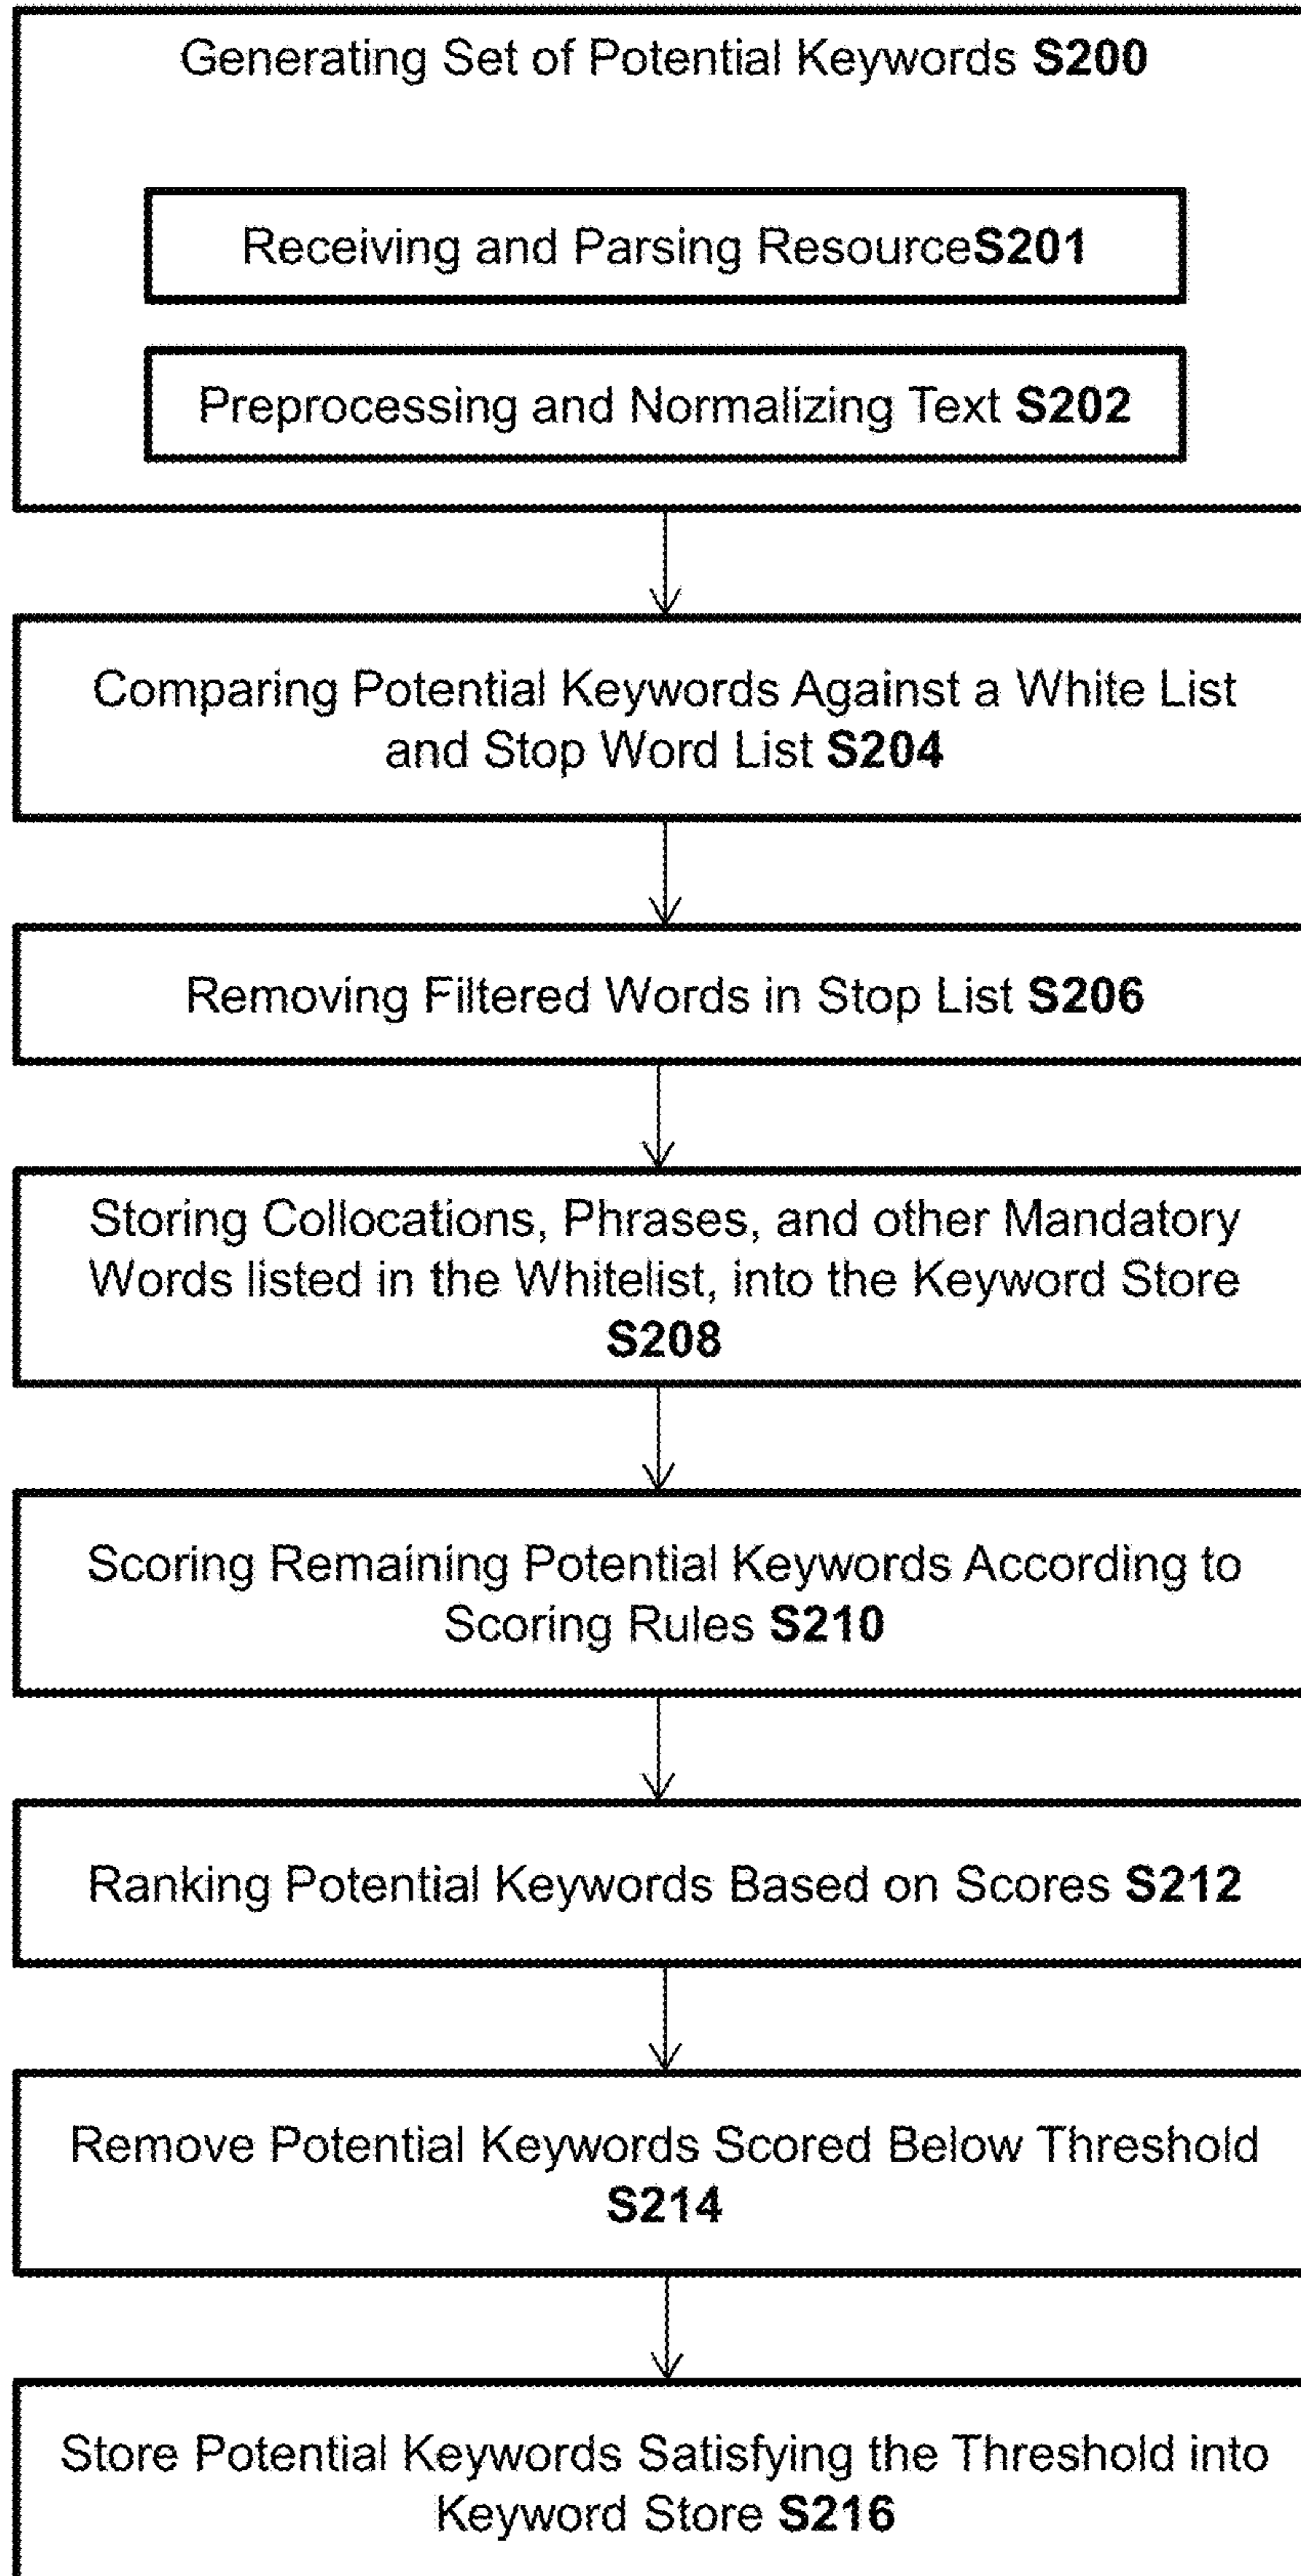 Generating Set of Potential Keywords S200
Receiving and Parsing ResourceS201
Preprocessing and Normalizing Text S202
Comparing Potential Keywords Against a White List
and Stop Word List S204
Removing Filtered Words in Stop List S206
Storing Collocations, Phrases, and other Mandatory
Words listed in the Whitelist, into the Keyword Store
S208
Scoring Remaining Potential Keywords According to
Scoring Rules S210
Ranking Potential Keywords Based on Scores S212
Remove Potential Keywords Scored Below Threshold
S214
Store Potential Keywords Satisfying the Threshold into
Keyword Store S216